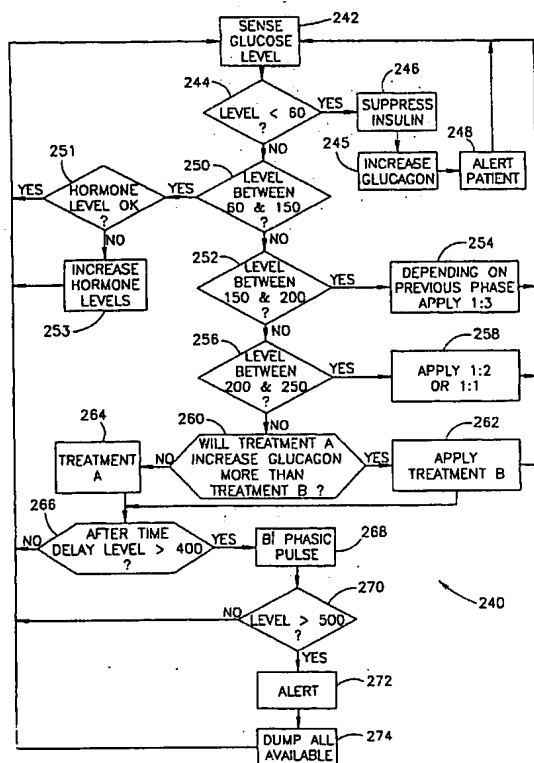 SENSE
GLUCOSE
LEVEL
242
244
LEVEL < 60
?
YES
NO
246
SUPPRESS
INSULIN
245
INCREASE
GLUCAGON
248
ALERT
PATIENT
251
HORMONE
LEVEL OK
?
YES
NO
250
LEVEL
BETWEEN
60 & 150
?
YES
NO
INCREASE
HORMONE
LEVELS
253
252
LEVEL
BETWEEN
150 & 200
?
YES
NO
254
DEPENDING ON
PREVIOUS PHASE
APPLY 1:3
256
LEVEL
BETWEEN
200 & 250
?
YES
NO
258
APPLY 1:2
OR 1:1
260
WILL TREATMENT A
INCREASE GLUCAGON
MORE THAN
TREATMENT B ?
NO
YES
264
TREATMENT
A
262
APPLY
TREATMENT B
266
AFTER TIME
DELAY LEVEL > 400
?
NO
YES
BI PHASIC
PULSE
268
270
LEVEL > 500
?
NO
YES
240
ALERT
272
DUMP ALL
AVAILABLE
274